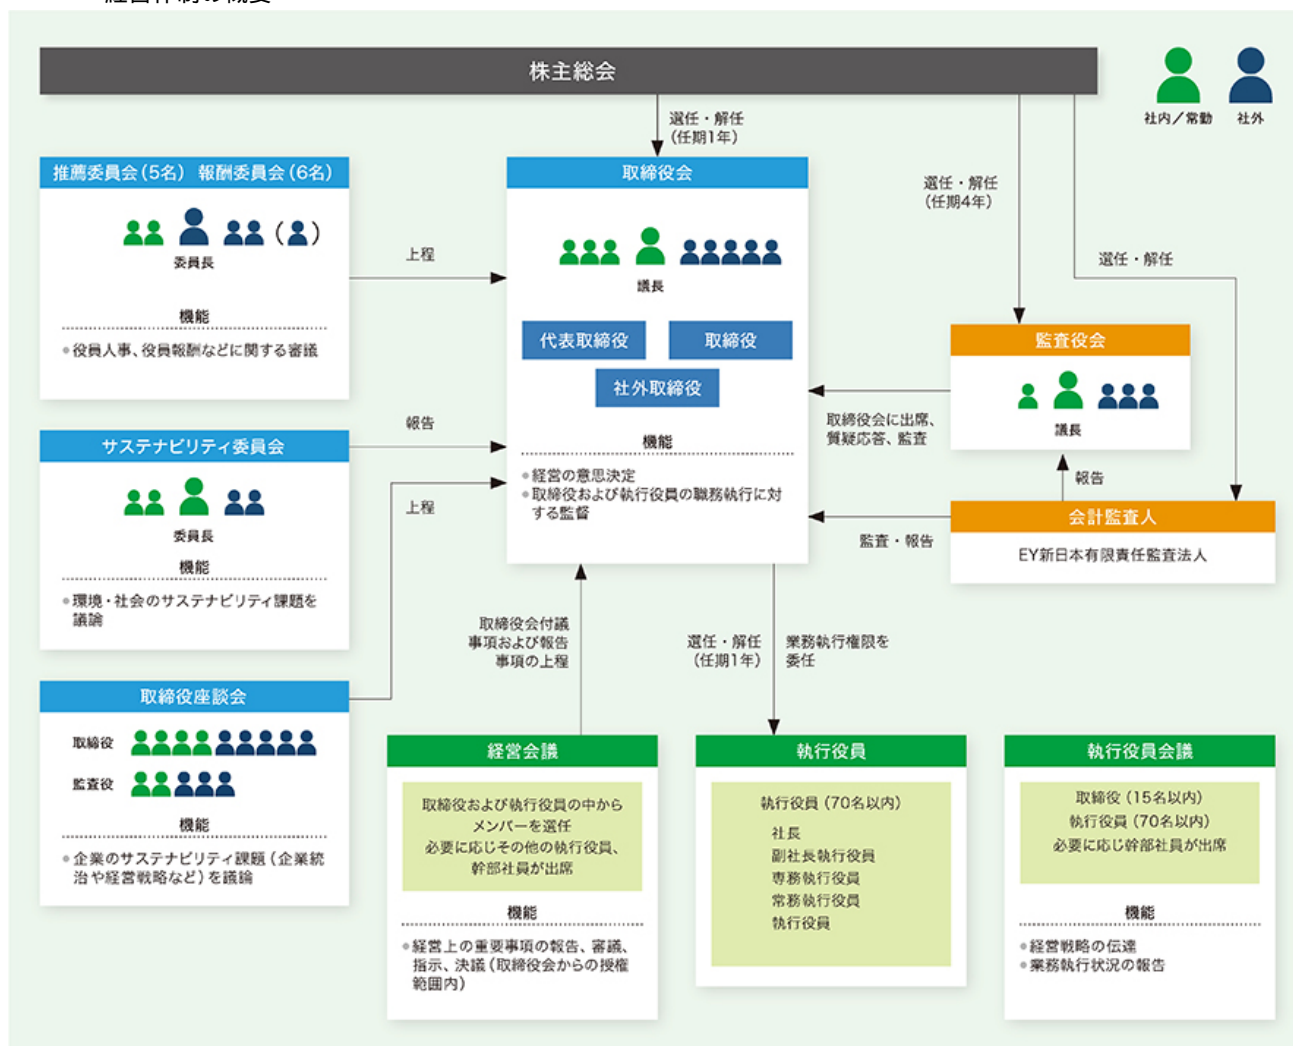 経営体制の概要
株主総会
社内／常勤
社外
選任・解任
（任期1年）
選任・解任
（任期4年）
選任・解任
推薦委員会（5名） 報酬委員会（6名）
（ ）
委員長
機能
役員人事、役員報酬などに関する審議
上程
取締役会
議長
代表取締役
取締役
社外取締役
機能
経営の意思決定
取締役および執行役員の職務執行に対
する監督
監査役会
議長
取締役会に出席、
質疑応答、監査
報告
会計監査人
EY新日本有限責任監査法人
監査・報告
サステナビリティ委員会
委員長
機能
環境・社会のサステナビリティ課題を
議論
報告
上程
取締役座談会
取締役
監査役
機能
企業のサステナビリティ課題（企業統
治や経営戦略など）を議論
取締役会付議
事項および報告
事項の上程
選任・解任
（任期1年）
業務執行権限を
委任
経営会議
取締役および執行役員の中から
メンバーを選任
必要に応じその他の執行役員、
幹部社員が出席
機能
経営上の重要事項の報告、審議、
指示、決議（取締役会からの授権
範囲内）
執行役員
執行役員（70名以内）
社長
副社長執行役員
専務執行役員
常務執行役員
執行役員
執行役員会議
取締役（15名以内）
執行役員（70名以内）
必要に応じ幹部社員が出席
機能
経営戦略の伝達
業務執行状況の報告